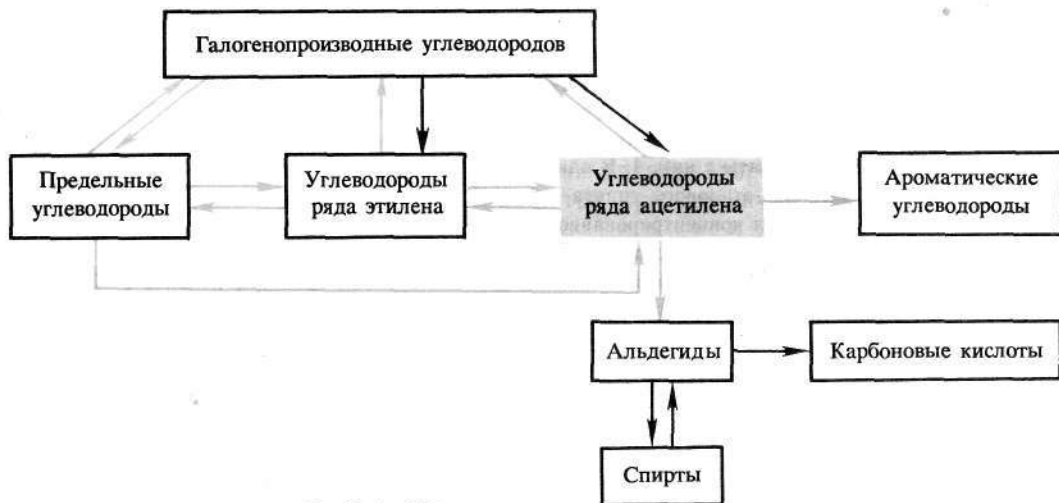 Галогенопроизводные углеводородов
Предельные
углеводороды
Углеводороды
ряда этилена
Углеводороды
ряда ацетилена
Ароматические
углеводороды
Альдегиды
Карбоновые кислоты
Спирты